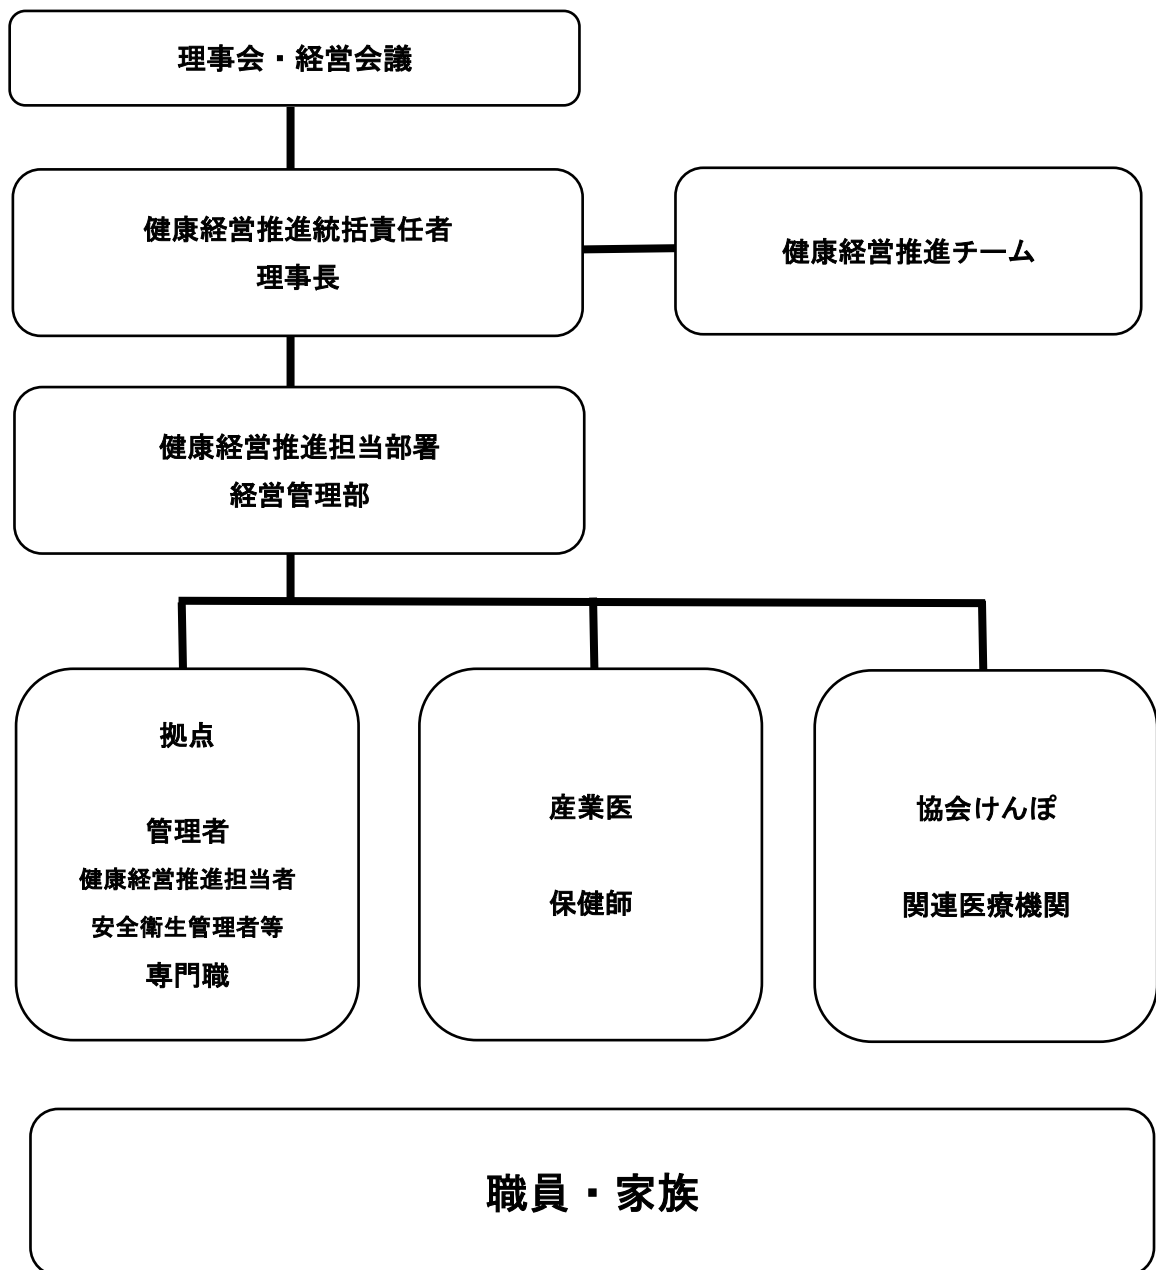 理事会・経営会議
健康経営推進統括責任者
理事長
健康経営推進チーム
健康経営推進担当部署
経営管理部
拠点
管理者
健康経営推進担当者
安全衛生管理者等
専門職
産業医
保健師
協会けんぽ
関連医療機関
職員・家族